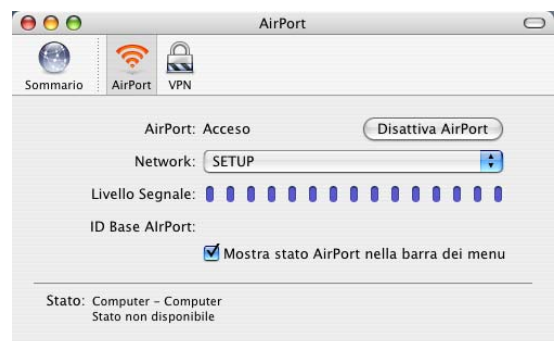 AirPort
Sommario AirPort VPN
AirPort: Acceso Disattiva AirPort
Network: SETUP
Livello Segnale:
ID Base AIrPort:
Mostra stato AirPort nella barra dei menu
Stato: Computer – Computer
Stato non disponibile